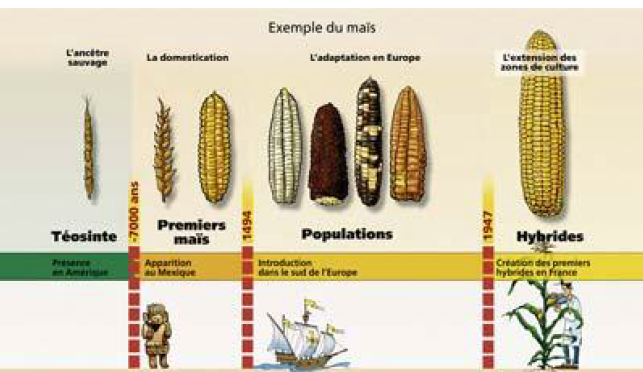 Exemple du maïs
L'ancêtre
sauvage
La domestication
L'adaptation en Europe
L'extension des
zones de culture
Téosinte
-7000 ans
Premiers
maïs
1494
Populations
1947
Hybrides
Présence
en Amérique
Apparition
au Mexique
Introduction
dans le sud de l'Europe
Création des premiers
hybrides en France